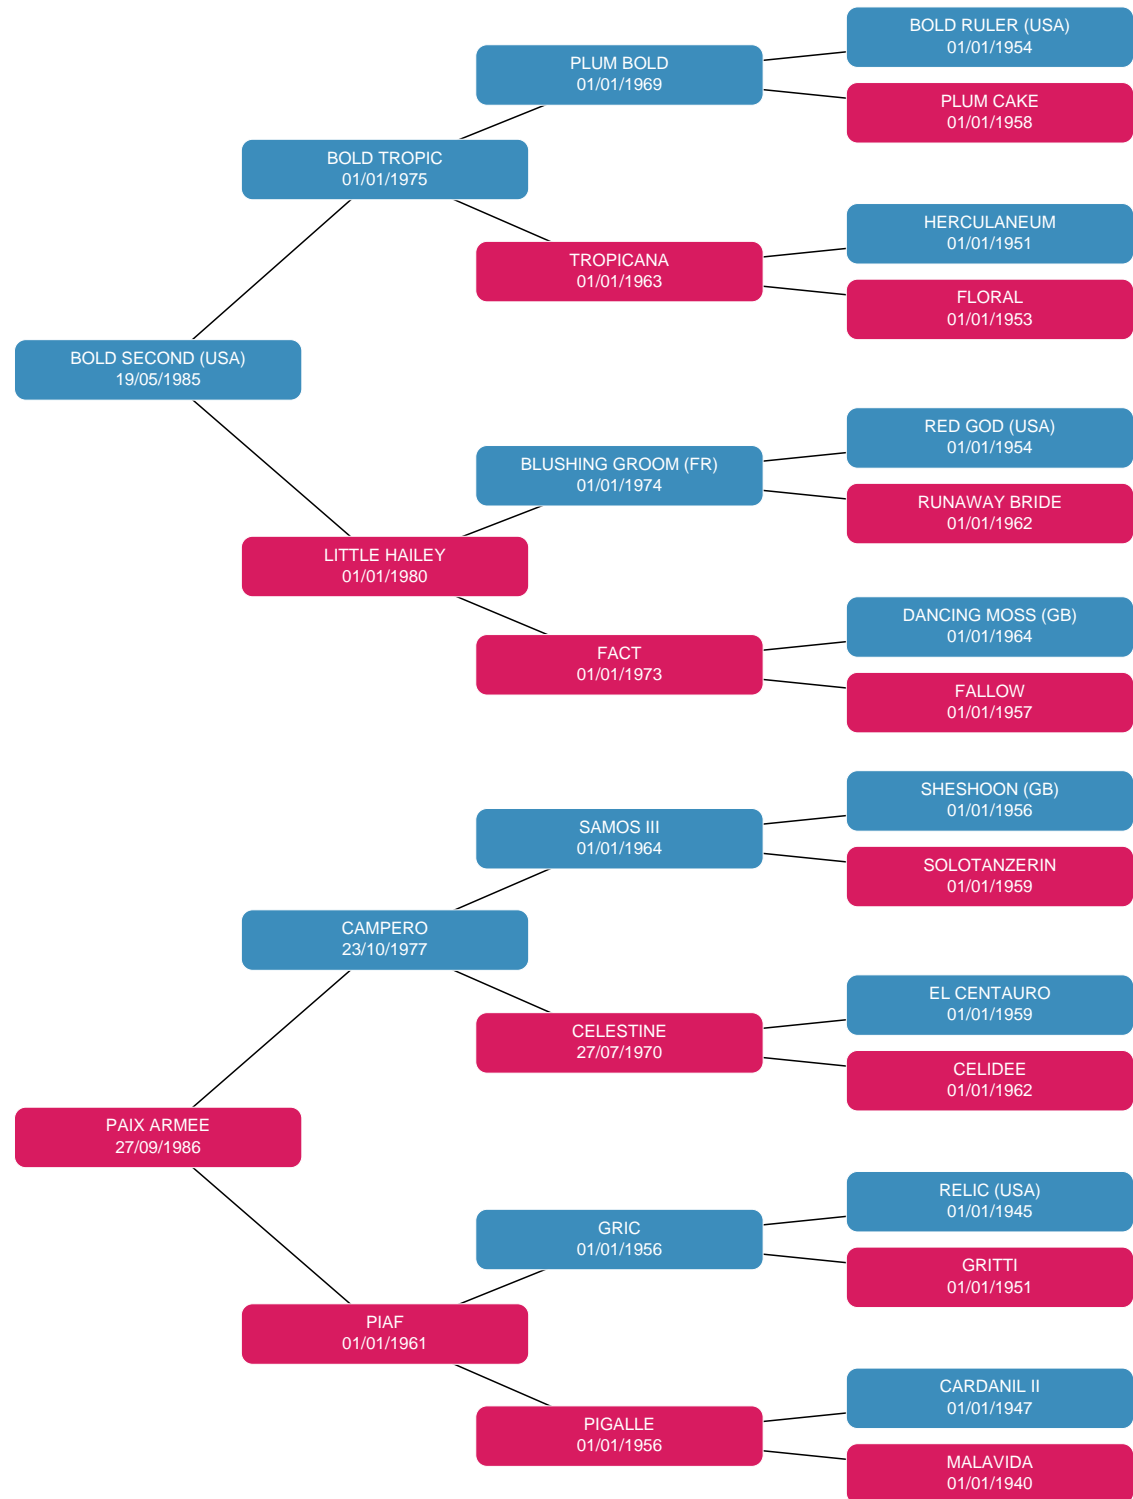 BOLD RULER (USA)
01/01/1954
PLUM BOLD
01/01/1969
PLUM CAKE
01/01/1958
BOLD TROPIC
01/01/1975
HERCULANEUM
01/01/1951
TROPICANA
01/01/1963
FLORAL
01/01/1953
BOLD SECOND (USA)
19/05/1985
RED GOD (USA)
01/01/1954
BLUSHING GROOM (FR)
01/01/1974
RUNAWAY BRIDE
01/01/1962
LITTLE HAILEY
01/01/1980
DANCING MOSS (GB)
01/01/1964
FACT
01/01/1973
FALLOW
01/01/1957
SHESHOON (GB)
01/01/1956
SAMOS III
01/01/1964
SOLOTANZERIN
01/01/1959
CAMPERO
23/10/1977
EL CENTAURO
01/01/1959
CELESTINE
27/07/1970
CELIDEE
01/01/1962
PAIX ARMEE
27/09/1986
RELIC (USA)
01/01/1945
GRIC
01/01/1956
GRITTI
01/01/1951
PIAF
01/01/1961
CARDANIL II
01/01/1947
PIGALLE
01/01/1956
MALAVIDA
01/01/1940